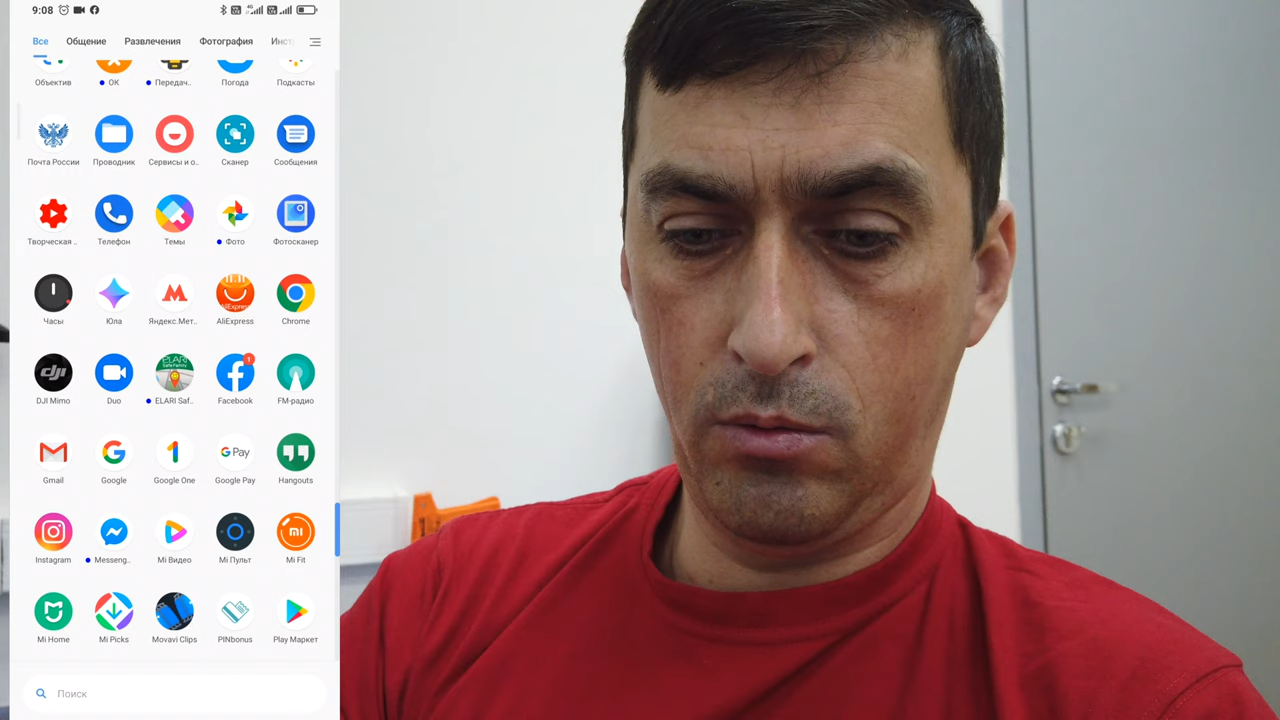 9:08
Все Общение Развлечения Фотография Инст
Объектив ОК Передач.. Погода Подкасты
Почта России Проводник Сервисы и о.. Сканер Сообщения
Творческая .. Телефон Темы Фото Фотосканер
Часы Юла Яндекс.Мет.. AliExpress Chrome
DJI Mimo Duo ELARI Saf.. Facebook FM-радио
Gmail Google Google One Google Pay Hangouts
Instagram Messeng.. Mi Видео Mi Пульт Mi Fit
Mi Home Mi Picks Movavi Clips PINbonus Play Маркет
Поиск